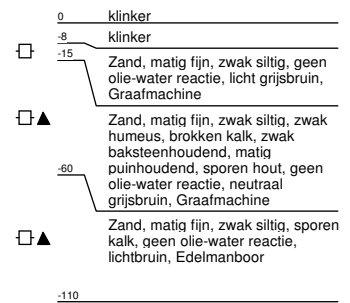 0 klinker
-8 klinker
-15
Zand, matig fijn, zwak siltig, geen
olie-water reactie, licht grijsbruin,
Graafmachine
Zand, matig fijn, zwak siltig, zwak
humeus, brokken kalk, zwak
baksteenhoudend, matig
-60 puinhoudend, sporen hout, geen
olie-water reactie, neutraal
grijsbruin, Graafmachine
Zand, matig fijn, zwak siltig, sporen
kalk, geen olie-water reactie,
lichtbruin, Edelmanboor
-110